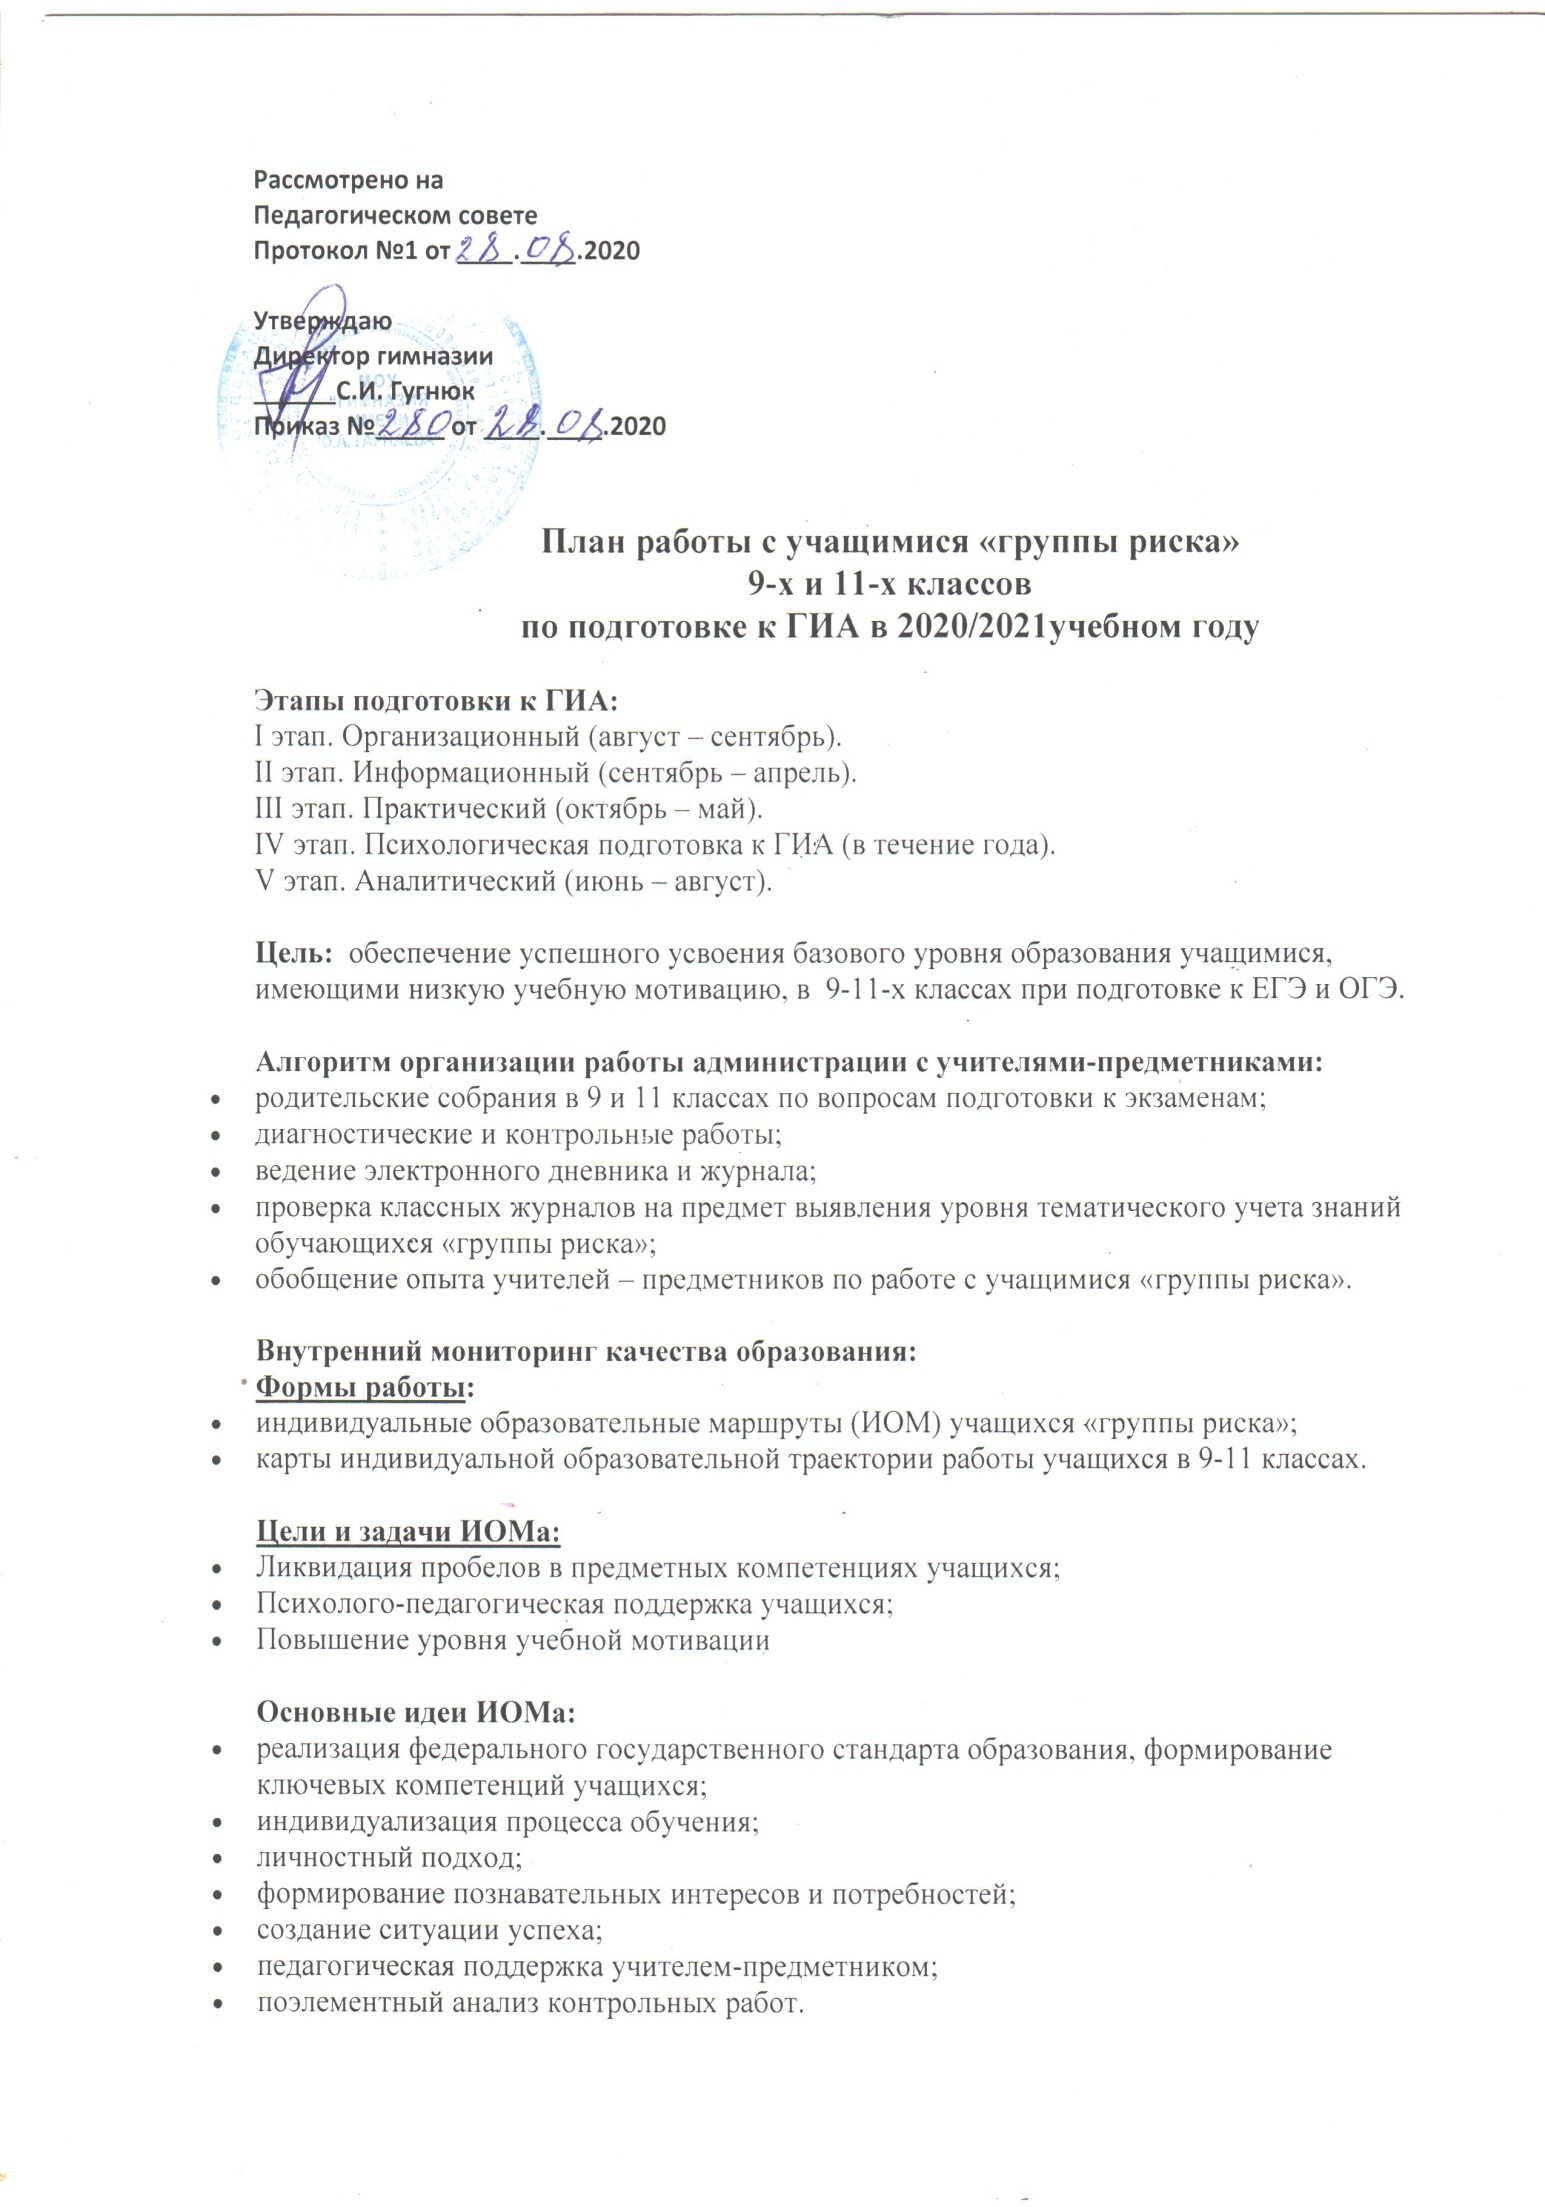 Рассмотрено на
Педагогическом совете
Протокол №1 от 28.08.2020
Утверждаю
Директор гимназии
______С.И. Гугнюк
Приказ № 280 от 28.08.2020
МОУ
"ГИМНАЗИЯ
План работы с учащимися «группы риска»
9-х и 11-х классов
по подготовке к ГИА в 2020/2021учебном году
Этапы подготовки к ГИА:
I этап. Организационный (август – сентябрь).
II этап. Информационный (сентябрь – апрель).
III этап. Практический (октябрь – май).
IV этап. Психологическая подготовка к ГИА (в течение года).
V этап. Аналитический (июнь – август).
Цель: обеспечение успешного усвоения базового уровня образования учащимися,
имеющими низкую учебную мотивацию, в 9-11-х классах при подготовке к ЕГЭ и ОГЭ.
Алгоритм организации работы администрации с учителями-предметниками:
• родительские собрания в 9 и 11 классах по вопросам подготовки к экзаменам;
• диагностические и контрольные работы;
• ведение электронного дневника и журнала;
• проверка классных журналов на предмет выявления уровня тематического учета знаний
обучающихся «группы риска»;
• обобщение опыта учителей – предметников по работе с учащимися «группы риска».
Внутренний мониторинг качества образования:
Формы работы:
• индивидуальные образовательные маршруты (ИОМ) учащихся «группы риска»;
• карты индивидуальной образовательной траектории работы учащихся в 9-11 классах.
Цели и задачи ИОМа:
• Ликвидация пробелов в предметных компетенциях учащихся;
• Психолого-педагогическая поддержка учащихся;
• Повышение уровня учебной мотивации
Основные идеи ИОМа:
• реализация федерального государственного стандарта образования, формирование
ключевых компетенций учащихся;
• индивидуализация процесса обучения;
• личностный подход;
• формирование познавательных интересов и потребностей;
• создание ситуации успеха;
• педагогическая поддержка учителем-предметником;
• поэлементный анализ контрольных работ.